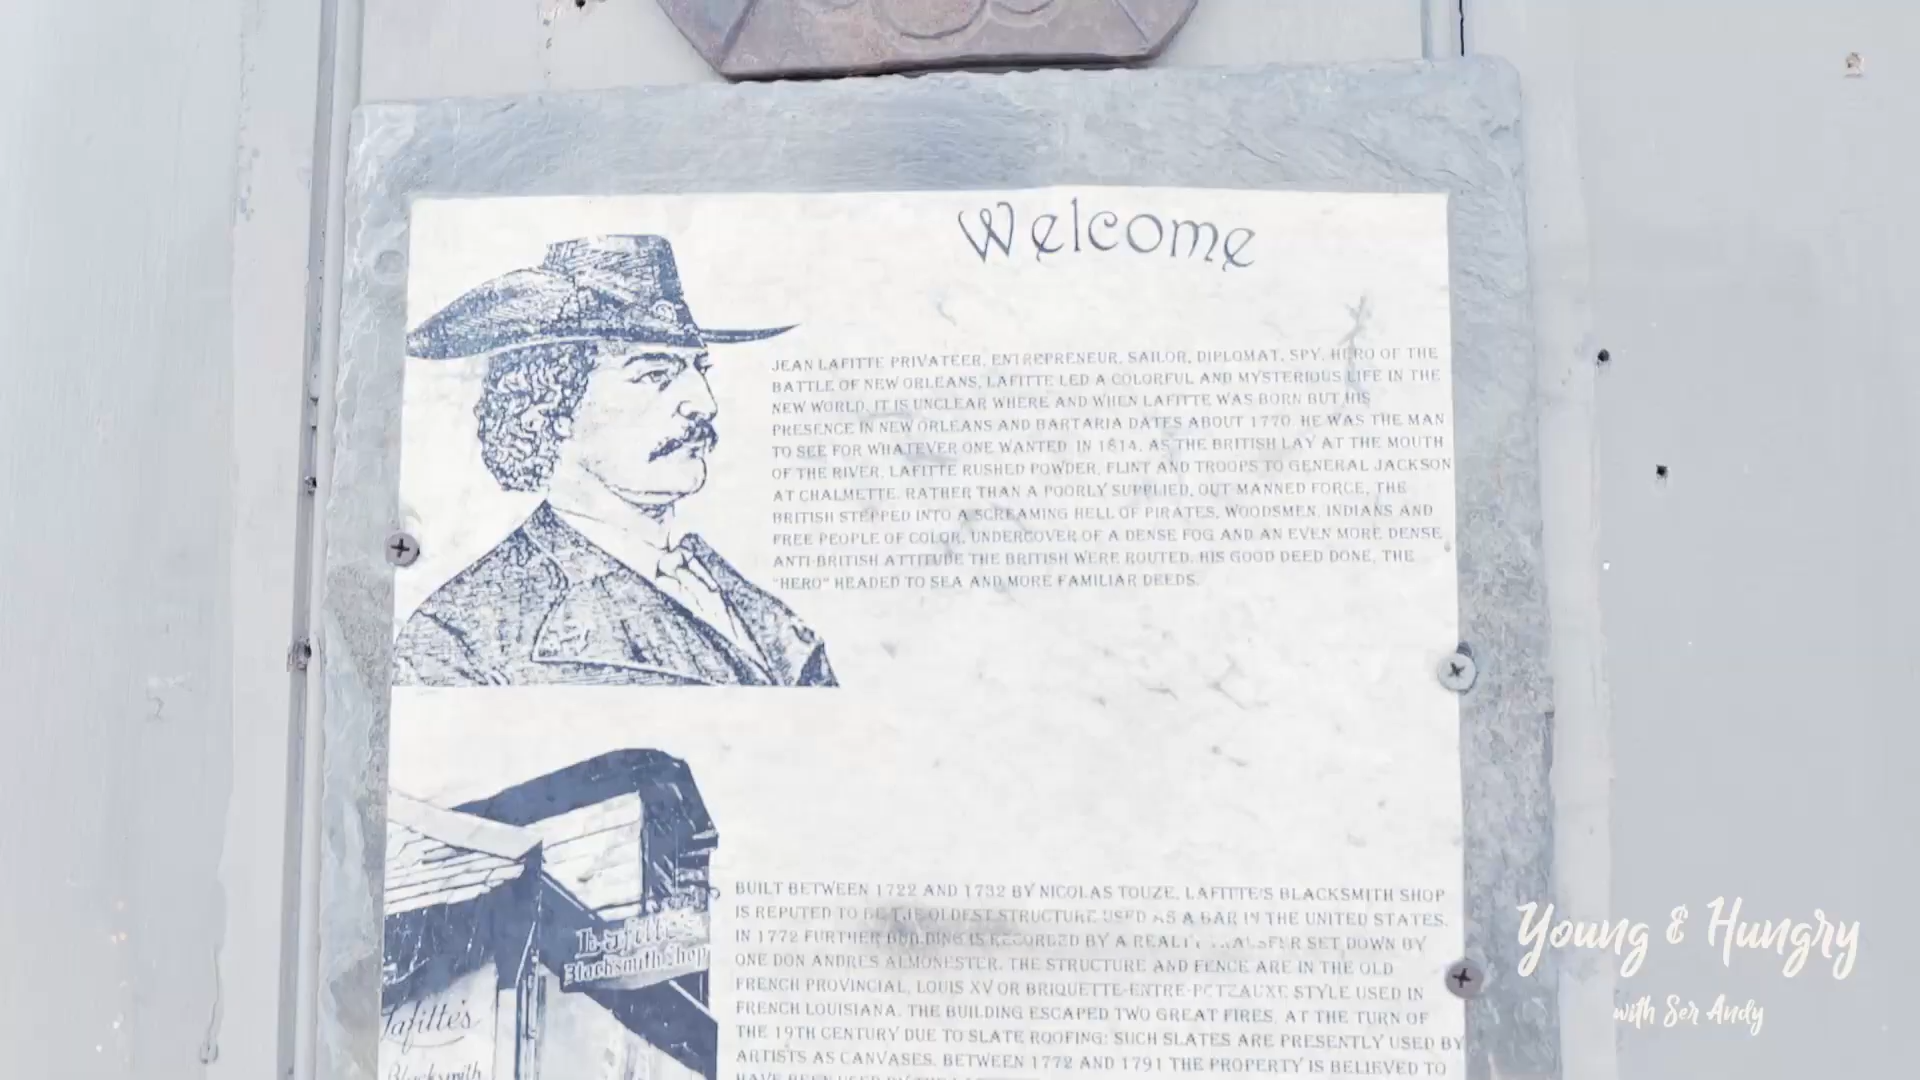 Welcome
JEAN LAFITTE PRIVATEER, ENTREPRENEUR, SAILOR, DIPLOMAT, SPY, HERO OF THE
BATTLE OF NEW ORLEANS, LAFITTE LED A COLORFUL AND MYSTERIOUS LIFE IN THE
NEW WORLD. IT IS UNCLEAR WHERE AND WHEN LAFITTE WAS BORN BUT HIS
PRESENCE IN NEW ORLEANS AND BARTARIA DATES ABOUT 1770. HE WAS THE MAN
TO SEE FOR WHATEVER ONE WANTED. IN 1814, AS THE BRITISH LAY AT THE MOUTH
OF THE RIVER, LAFITTE RUSHED POWDER, FLINT AND TROOPS TO GENERAL JACKSON
AT CHALMETTE. RATHER THAN A POORLY SUPPLIED, OUT MANNED FORCE, THE
BRITISH STEPPED INTO A SCREAMING HELL OF PIRATES, WOODSMEN, INDIANS AND
FREE PEOPLE OF COLOR. UNDERCOVER OF A DENSE FOG AND AN EVEN MORE DENSE
ANTI-BRITISH ATTITUDE THE BRITISH WERE ROUTED. HIS GOOD DEED DONE, THE
"HERO" HEADED TO SEA AND MORE FAMILIAR DEEDS.
Lafitte's
Blacksmith Shop
Lafitte's
Blacksmith
BUILT BETWEEN 1722 AND 1732 BY NICOLAS TOUZE, LAFITTE'S BLACKSMITH SHOP
IS REPUTED TO BE THE OLDEST STRUCTURE USED AS A BAR IN THE UNITED STATES.
IN 1772 FURTHER BUILDING IS RECORDED BY A REALTY TRANSFER SET DOWN BY
ONE DON ANDRES ALMONESTER. THE STRUCTURE AND FENCE ARE IN THE OLD
FRENCH PROVINCIAL, LOUIS XV OR BRIQUETTE-ENTRE-POTEAUX STYLE USED IN
FRENCH LOUISIANA. THE BUILDING ESCAPED TWO GREAT FIRES, AT THE TURN OF
THE 19TH CENTURY DUE TO SLATE ROOFING; SUCH SLATES ARE PRESENTLY USED BY
ARTISTS AS CANVASES. BETWEEN 1772 AND 1791 THE PROPERTY IS BELIEVED TO
HAVE BEEN USED BY THE
Young & Hungry
with Ser Andy